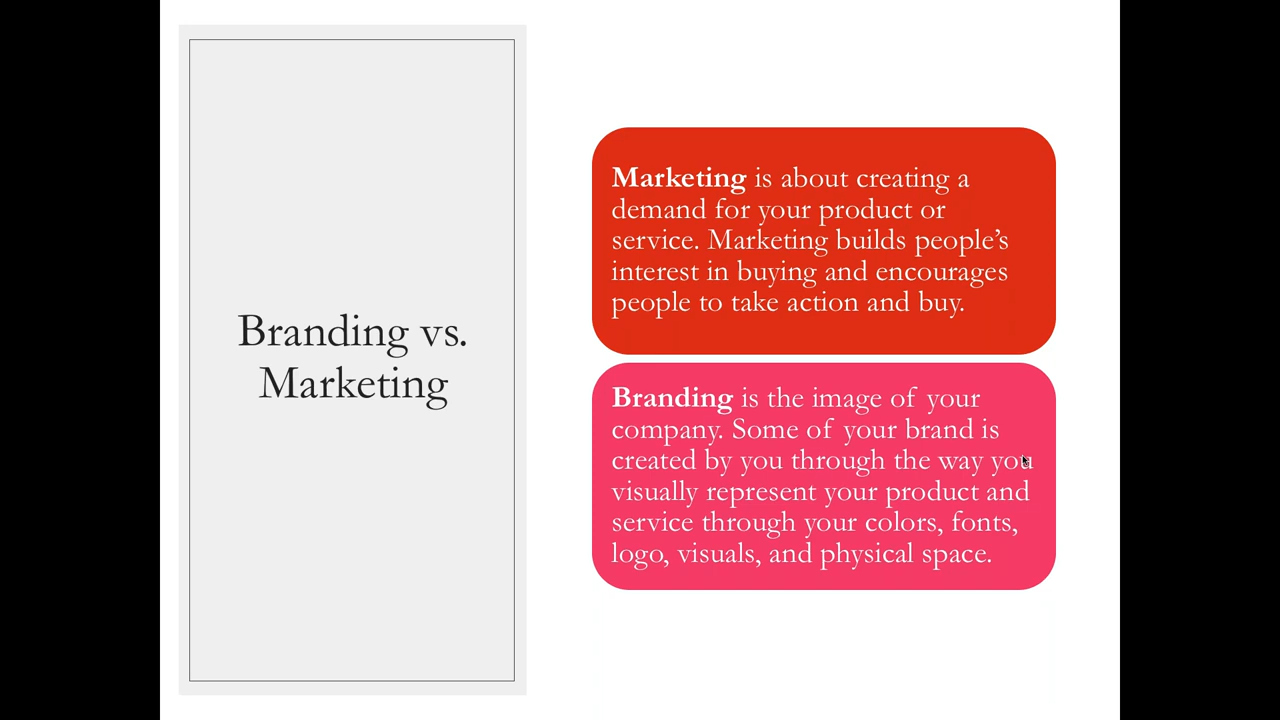 Branding vs.
Marketing
Marketing is about creating a
demand for your product or
service. Marketing builds people’s
interest in buying and encourages
people to take action and buy.
Branding is the image of your
company. Some of your brand is
created by you through the way you
visually represent your product and
service through your colors, fonts,
logo, visuals, and physical space.